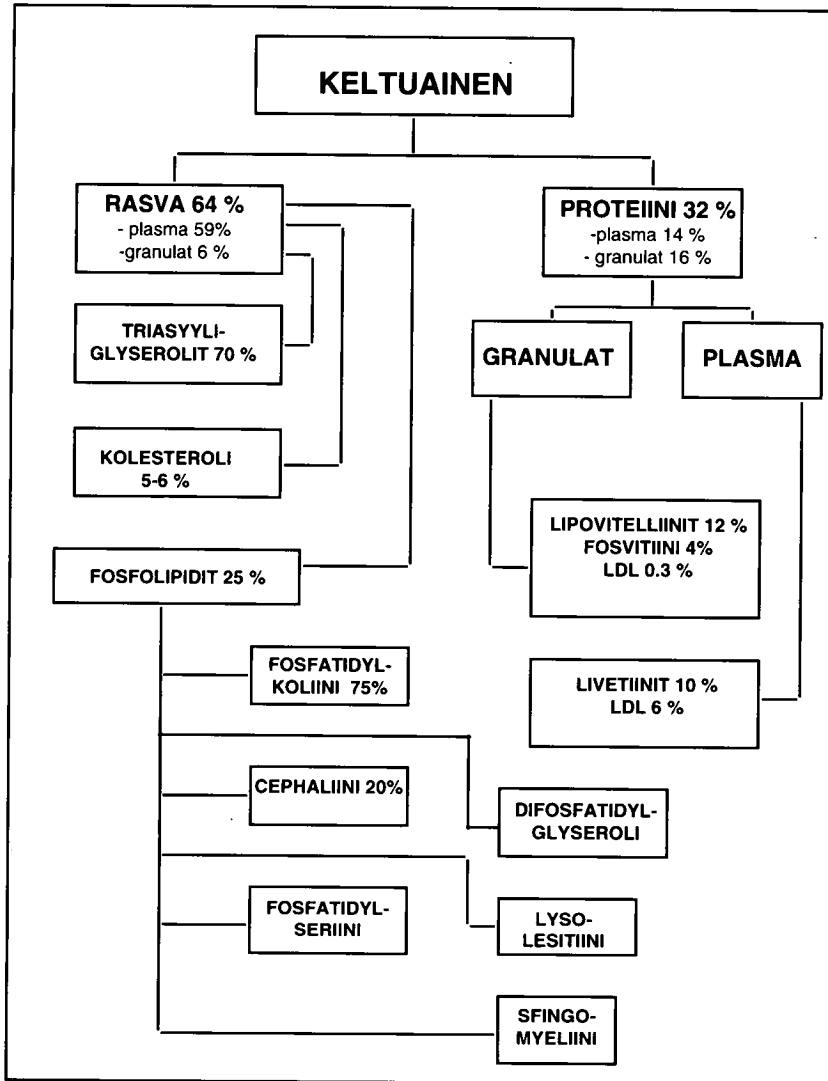 KELTUAINEN
RASVA 64 %
- plasma 59%
-granulat 6 %
TRIASYYLI-
GLYSEROLIT 70 %
KOLESTEROLI
5-6 %
FOSFOLIPIDIT 25 %
FOSFATIDYL-
KOLIINI 75%
CEPHALIINI 20%
FOSFATIDYL-
SERIINI
DIFOSFATIDYL-
GLYSEROLI
LYSO-
LESITIINI
SFINGO-
MYELIINI
PROTEIINI 32 %
-plasma 14 %
- granulat 16 %
GRANULAT
PLASMA
LIPOVITELLIINIT 12 %
FOSVITIINI 4%
LDL 0.3 %
LIVETIINIT 10 %
LDL 6 %